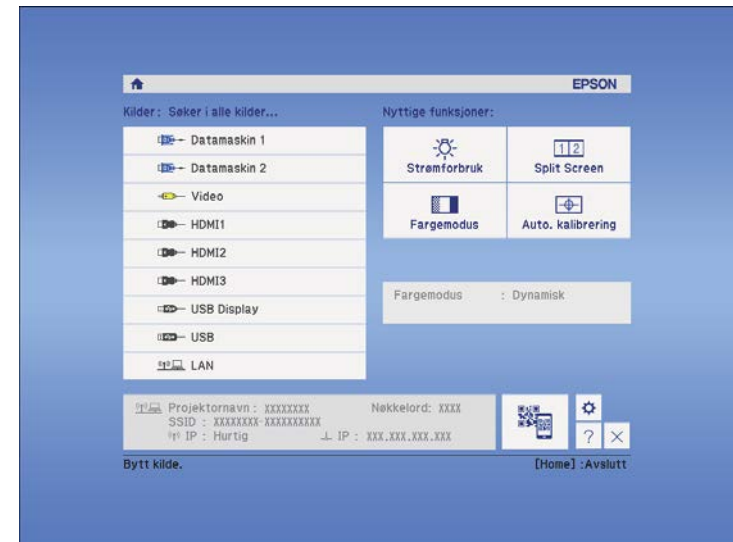 EPSON
Kilder: Søker i alle kilder...
Datamaskin 1
Datamaskin 2
Video
HDMI1
HDMI2
HDMI3
USB Display
USB
LAN
Nyttige funksjoner:
Strømforbruk
1 2
Split Screen
Fargemodus
Auto. kalibrering
Fargemodus : Dynamisk
Projektornavn : XXXXXXXX Nøkkelord: XXXX
SSID : XXXXXXXX-XXXXXXXXXX
IP : Hurtig IP : XXX.XXX.XXX.XXX
?
Bytt kilde. [Home] :Avslutt